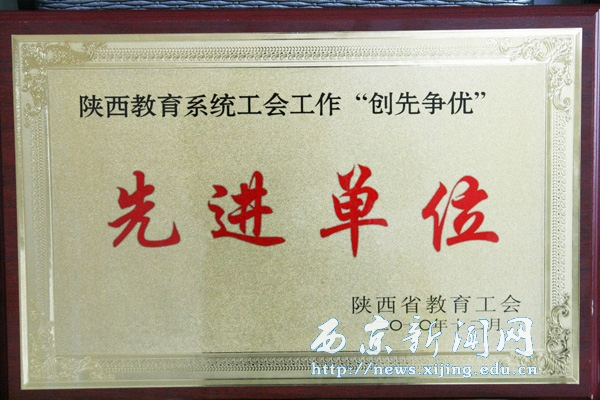 陕西教育系统工会工作“创先争优”
先进单位
陕西省教育工会
西京新闻网
http://news.xijing.edu.cn